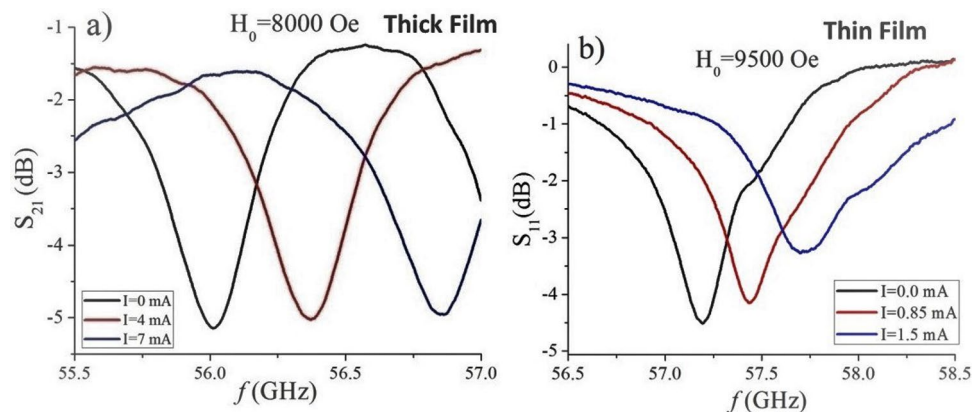 a)
H₀=8000 Oe
Thick Film
-1
-2
-3
-4
-5
S₂₁ (dB)
I=0 mA
I=4 mA
I=7 mA
55.5
56.0
56.5
57.0
f (GHz)
b)
Thin Film
H₀=9500 Oe
0
-1
-2
-3
-4
-5
S₁₁(dB)
I=0.0 mA
I=0.85 mA
I=1.5 mA
56.5
57.0
57.5
58.0
58.5
f (GHz)